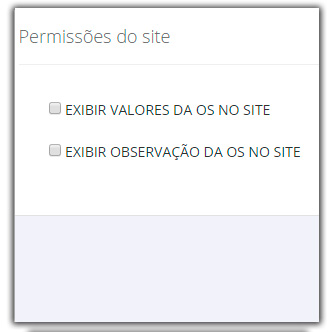 Permissões do site
EXIBIR VALORES DA OS NO SITE
EXIBIR OBSERVAÇÃO DA OS NO SITE